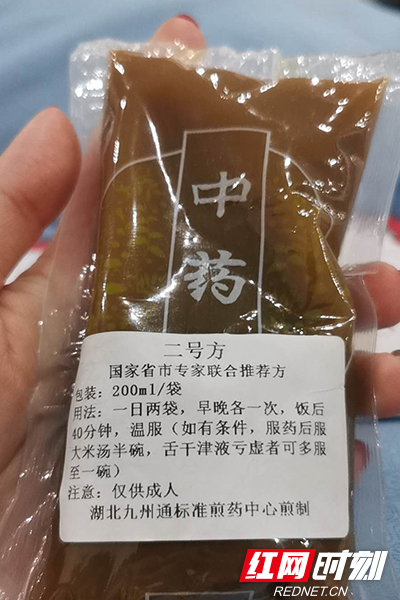 中
药
二号方
国家省市专家联合推荐方
包装：200ml/袋
用法：一日两袋，早晚各一次，饭后
40分钟，温服（如有条件，服药后服
大米汤半碗，舌干津液亏虚者可多服
至一碗）
注意：仅供成人
湖北九州通标准煎药中心煎制
红网时刻
REDNET.CN